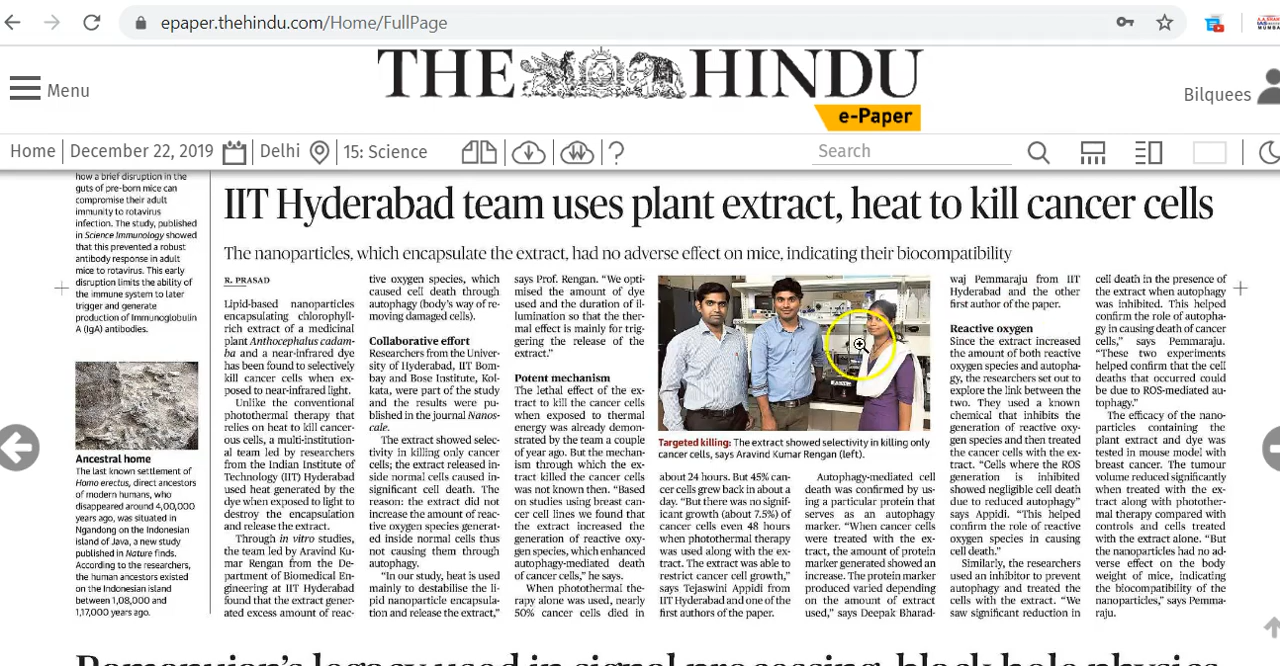 epaper.thehindu.com/Home/FullPage
THE HINDU
e-Paper
Menu
Bilquees
Home
December 22, 2019
Delhi
15: Science
?
Search
how a brief disruption in the
guts of pre-born mice can
compromise their adult
immunity to rotavirus
infection. The study, published
in Science Immunology showed
that this prevented a robust
antibody response in adult
mice to rotavirus. This early
disruption limits the ability of
the immune system to later
trigger and generate
production of Immunoglobulin
A (IgA) antibodies.
Ancestral home
The last known settlement of
Homo erectus, direct ancestors
of modern humans, who
disappeared around 4,00,000
years ago, was situated in
Ngandong on the Indonesian
island of Java, a new study
published in Nature finds.
According to the researchers,
the human ancestors existed
on the Indonesian island
between 1,08,000 and
1,17,000 years ago.
IIT Hyderabad team uses plant extract, heat to kill cancer cells
The nanoparticles, which encapsulate the extract, had no adverse effect on mice, indicating their biocompatibility
R. PRASAD
Lipid-based nanoparticles
encapsulating chlorophyll-
rich extract of a medicinal
plant Anthocephalus cadam-
ba and a near-infrared dye
has been found to selectively
kill cancer cells when ex-
posed to near-infrared light.
Unlike the conventional
photothermal therapy that
relies on heat to kill cancer-
ous cells, a multi-institution-
al team led by researchers
from the Indian Institute of
Technology (IIT) Hyderabad
used heat generated by the
dye when exposed to light to
destroy the encapsulation
and release the extract.
Through in vitro studies,
the team led by Aravind Ku-
mar Rengan from the De-
partment of Biomedical En-
gineering at IIT Hyderabad
found that the extract gener-
ated excess amount of reac-
tive oxygen species, which
caused cell death through
autophagy (body's way of re-
moving damaged cells).
Collaborative effort
Researchers from the Univer-
sity of Hyderabad, IIT Bom-
bay and Bose Institute, Kol-
kata, were part of the study
and the results were pu-
blished in the journal Nanos-
cale.
The extract showed selec-
tivity in killing only cancer
cells; the extract released in-
side normal cells caused in-
significant cell death. The
reason: the extract did not
increase the amount of reac-
tive oxygen species generat-
ed inside normal cells thus
not causing them through
autophagy.
"In our study, heat is used
mainly to destabilise the li-
pid nanoparticle encapsula-
tion and release the extract,"
says Prof. Rengan. "We opti-
mised the amount of dye
used and the duration of il-
lumination so that the ther-
mal effect is mainly for trig-
gering the release of the
extract."
Potent mechanism
The lethal effect of the ex-
tract to kill the cancer cells
when exposed to thermal
energy was already demon-
strated by the team a couple
of year ago. But the mechan-
ism through which the ex-
tract killed the cancer cells
was not known then. "Based
on studies using breast can-
cer cell lines we found that
the extract increased the
generation of reactive oxy-
gen species, which enhanced
autophagy-mediated death
of cancer cells," he says.
When photothermal the-
rapy alone was used, nearly
50% cancer cells died in
Targeted killing: The extract showed selectivity in killing only
cancer cells, says Aravind Kumar Rengan (left).
about 24 hours. But 45% can-
cer cells grew back in about a
day. "But there was no signif-
icant growth (about 7.5%) of
cancer cells even 48 hours
when photothermal therapy
was used along with the ex-
tract. The extract was able to
restrict cancer cell growth,"
says Tejaswini Appidi from
IIT Hyderabad and one of the
first authors of the paper.
Autophagy-mediated cell
death was confirmed by us-
ing a particular protein that
serves as an autophagy
marker. "When cancer cells
were treated with the ex-
tract, the amount of protein
marker generated showed an
increase. The protein marker
produced varied depending
on the amount of extract
used," says Deepak Bharad-
waj Pemmaraju from IIT
Hyderabad and the other
first author of the paper.
Reactive oxygen
Since the extract increased
the amount of both reactive
oxygen species and autopha-
gy, the researchers set out to
explore the link between the
two. They used a known
chemical that inhibits the
generation of reactive oxy-
gen species and then treated
the cancer cells with the ex-
tract. "Cells where the ROS
generation is inhibited
showed negligible cell death
due to reduced autophagy"
says Appidi. "This helped
confirm the role of reactive
oxygen species in causing
cell death."
Similarly, the researchers
used an inhibitor to prevent
autophagy and treated the
cells with the extract. "We
saw significant reduction in
cell death in the presence of
the extract when autophagy
was inhibited. This helped
confirm the role of autopha-
gy in causing death of cancer
cells," says Pemmaraju.
"These two experiments
helped confirm that the cell
deaths that occurred could
be due to ROS-mediated au-
tophagy."
The efficacy of the nano-
particles containing the
plant extract and dye was
tested in mouse model with
breast cancer. The tumour
volume reduced significantly
when treated with the ex-
tract along with photother-
mal therapy compared with
controls and cells treated
with the extract alone. "But
the nanoparticles had no ad-
verse effect on the body
weight of mice, indicating
the biocompatibility of the
nanoparticles," says Pemma-
raju.